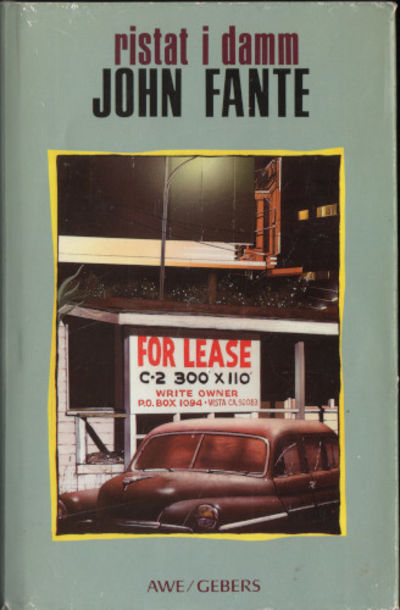 ristat i damm
JOHN FANTE
FOR LEASE
C-2 300' X 110'
WRITE OWNER
P.O. BOX 1094 • VISTA CA. 92083
AWE/GEBERS